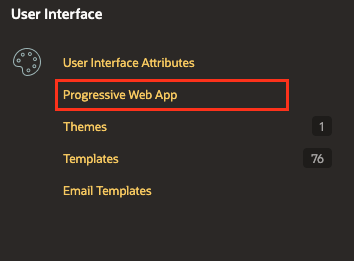 User Interface
User Interface Attributes
Progressive Web App
Themes
1
Templates
76
Email Templates